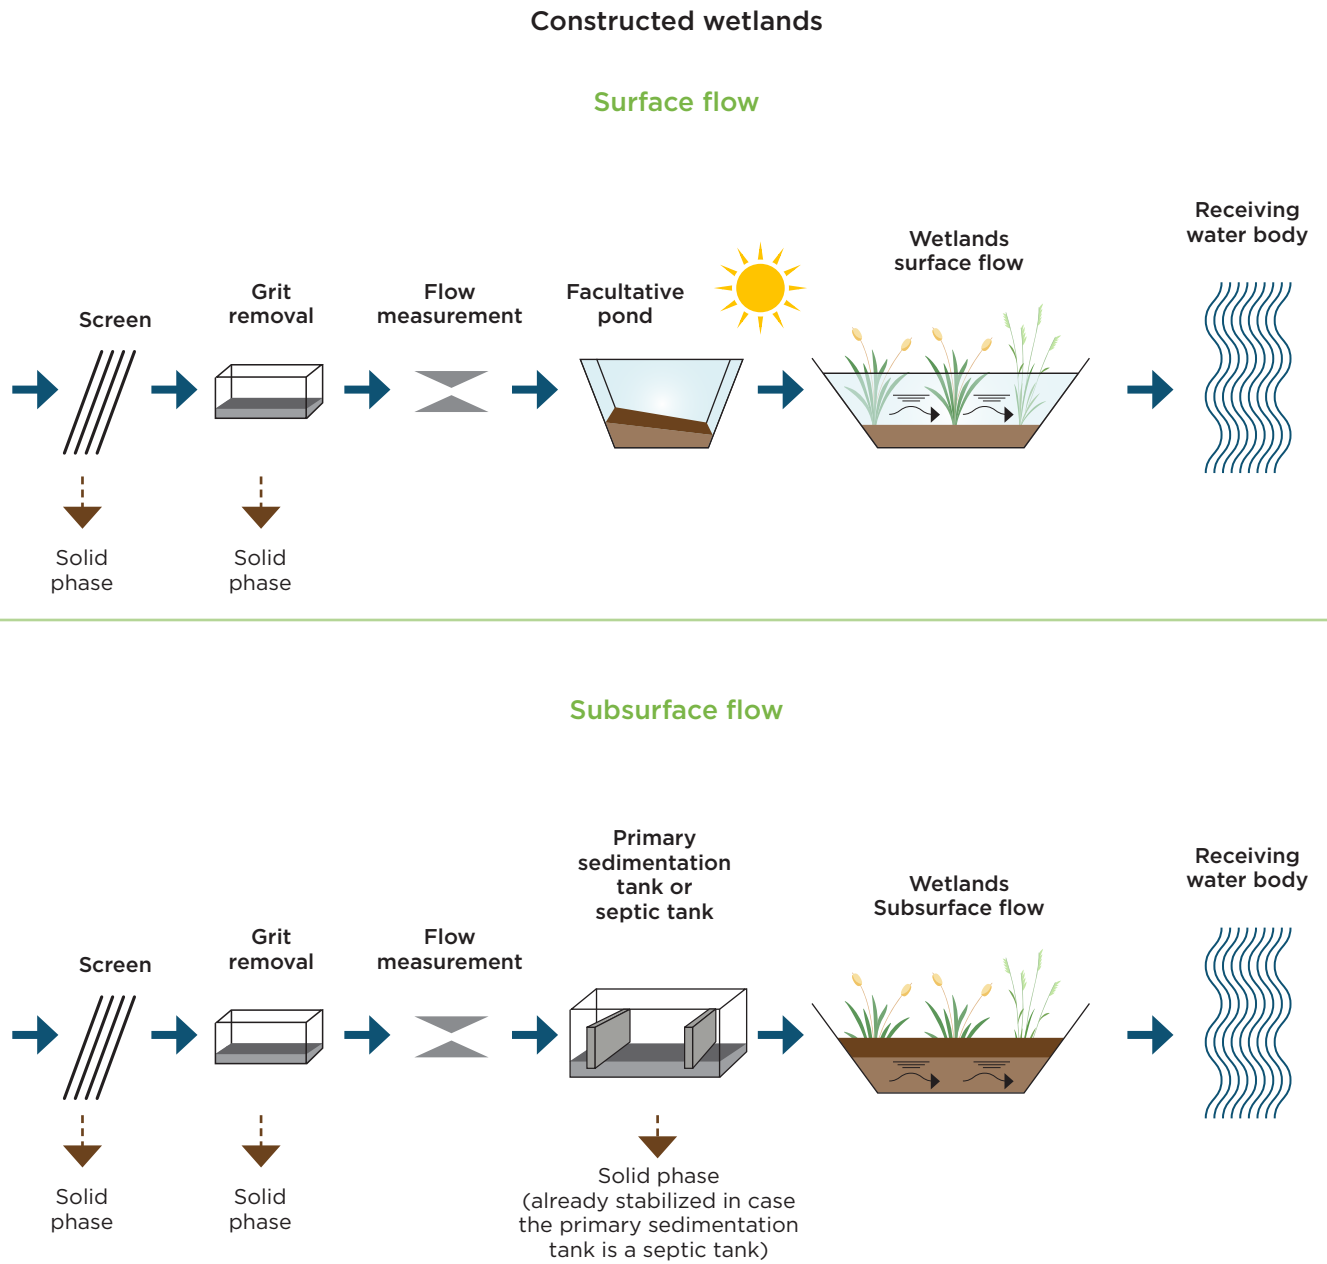 Constructed wetlands
Surface flow
Screen
Grit
removal
Flow
measurement
Facultative
pond
Wetlands
surface flow
Receiving
water body
Solid
phase
Solid
phase
Subsurface flow
Screen
Grit
removal
Flow
measurement
Primary
sedimentation
tank or
septic tank
Wetlands
Subsurface flow
Receiving
water body
Solid
phase
Solid
phase
Solid phase
(already stabilized in case
the primary sedimentation
tank is a septic tank)